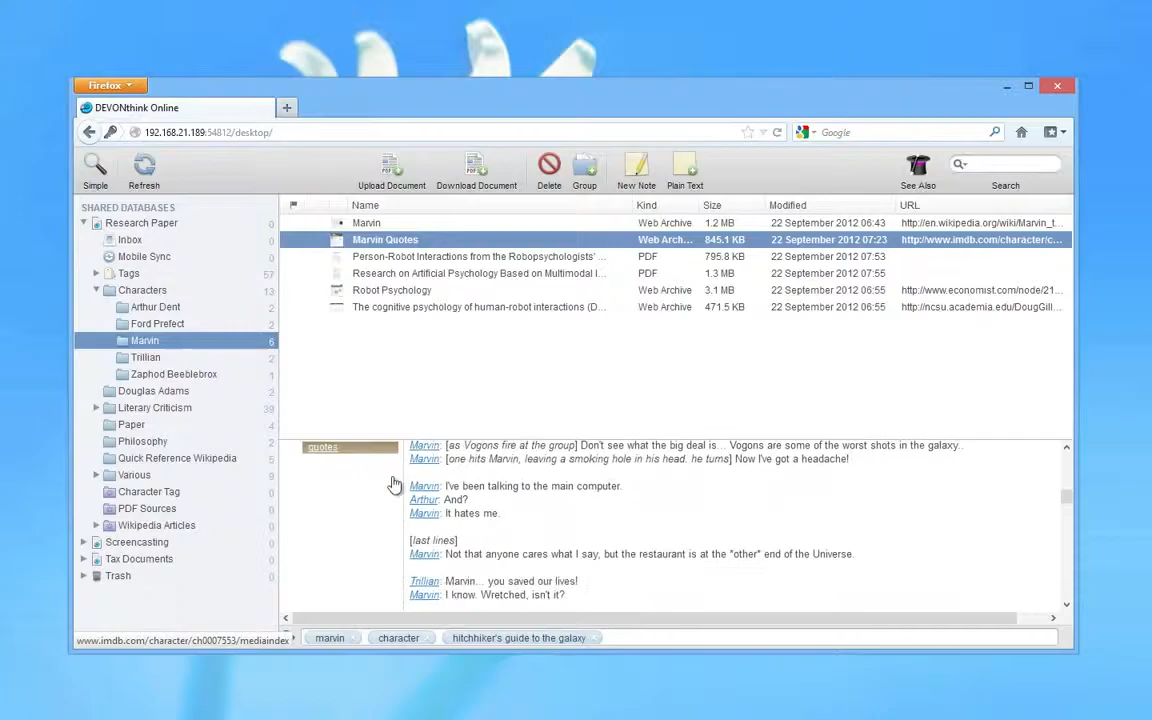 Firefox
DEVONthink Online
192.168.21.189:54812/desktop/
Google
Simple
Refresh
Upload Document
Download Document
Delete
Group
New Note
Plain Text
See Also
Search
SHARED DATABASES
Research Paper 0
Inbox 0
Mobile Sync 0
Tags 57
Characters 13
Arthur Dent 2
Ford Prefect 2
Marvin 6
Trillian 2
Zaphod Beeblebrox 1
Douglas Adams 2
Literary Criticism 39
Paper 4
Philosophy 2
Quick Reference Wikipedia 6
Various 9
Character Tag 0
PDF Sources 0
Wikipedia Articles 0
Screencasting 0
Tax Documents 0
Trash 0
www.imdb.com/character/ch0007553/mediaindex
Name Kind Size Modified URL
Marvin Web Archive 1.2 MB 22 September 2012 06:43 http://en.wikipedia.org/wiki/Marvin_t...
Marvin Quotes Web Arch... 845.1 KB 22 September 2012 07:23 http://www.imdb.com/character/c...
Person-Robot Interactions from the Robopsychologists' ... PDF 795.8 KB 22 September 2012 07:53
Research on Artificial Psychology Based on Multimodal I... PDF 1.3 MB 22 September 2012 07:55
Robot Psychology Web Archive 3.1 MB 22 September 2012 07:55 http://www.economist.com/node/21...
The cognitive psychology of human-robot interactions (D... Web Archive 471.5 KB 22 September 2012 07:55 http://ncsu.academia.edu/DougGill...
quotes
Marvin: [as Vogons fire at the group] Don't see what the big deal is... Vogons are some of the worst shots in the galaxy..
Marvin: [one hits Marvin, leaving a smoking hole in his head. he turns] Now I've got a headache!
Marvin: I've been talking to the main computer.
Arthur: And?
Marvin: It hates me.
[last lines]
Marvin: Not that anyone cares what I say, but the restaurant is at the *other* end of the Universe.
Trillian: Marvin... you saved our lives!
Marvin: I know. Wretched, isn't it?
marvin
character
hitchhiker's guide to the galaxy